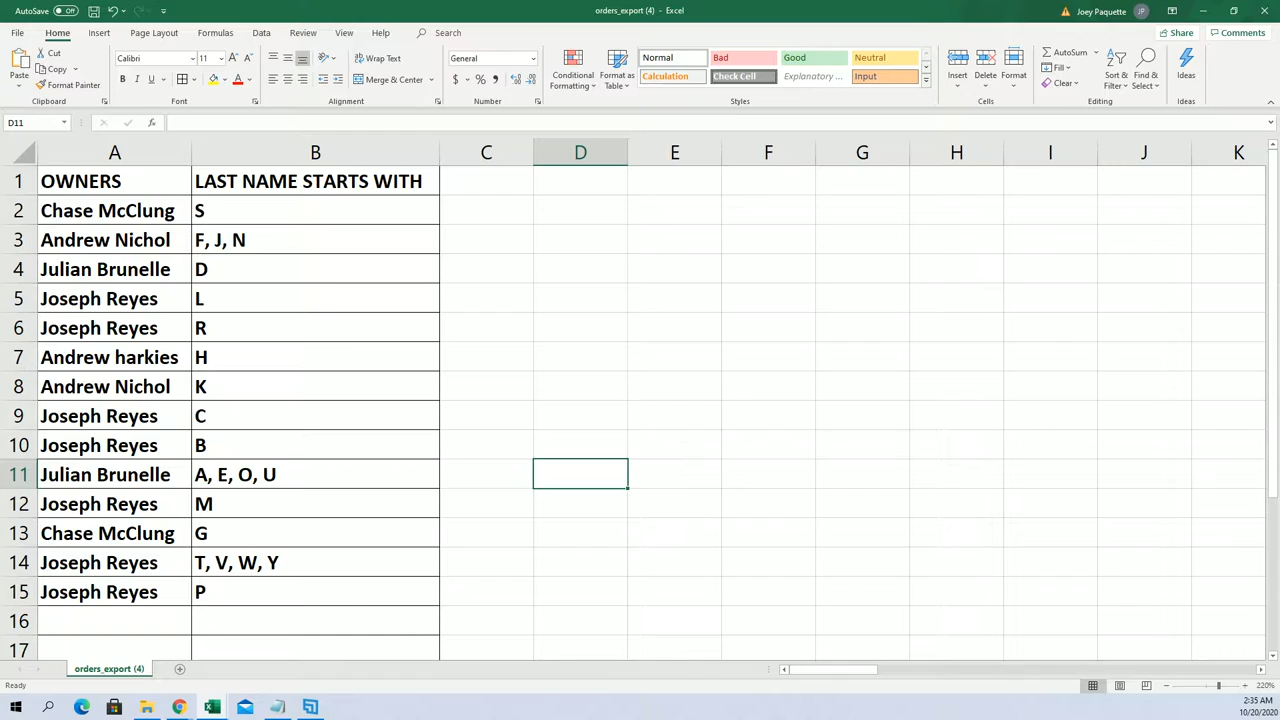 AutoSave Off
orders_export (4) - Excel
Joey Paquette JP
File Home Insert Page Layout Formulas Data Review View Help Search
Share Comments
Paste
Cut
Copy
Format Painter
Clipboard
Calibri 11
B I U
Font
Wrap Text
Merge & Center
Alignment
General
$ % ,
Number
Conditional Formatting
Format as Table
Normal Bad Good Neutral
Calculation Check Cell Explanatory ... Input
Styles
Insert Delete Format
Cells
AutoSum
Fill
Clear
Sort & Filter
Find & Select
Editing
Ideas
Ideas
D11 fx
A B C D E F G H I J K
1 OWNERS LAST NAME STARTS WITH
2 Chase McClung S
3 Andrew Nichol F, J, N
4 Julian Brunelle D
5 Joseph Reyes L
6 Joseph Reyes R
7 Andrew harkies H
8 Andrew Nichol K
9 Joseph Reyes C
10 Joseph Reyes B
11 Julian Brunelle A, E, O, U
12 Joseph Reyes M
13 Chase McClung G
14 Joseph Reyes T, V, W, Y
15 Joseph Reyes P
16
17
orders_export (4)
Ready 220%
2:35 AM
10/20/2020